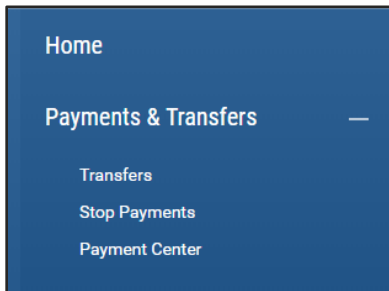 Home
Payments & Transfers
Transfers
Stop Payments
Payment Center